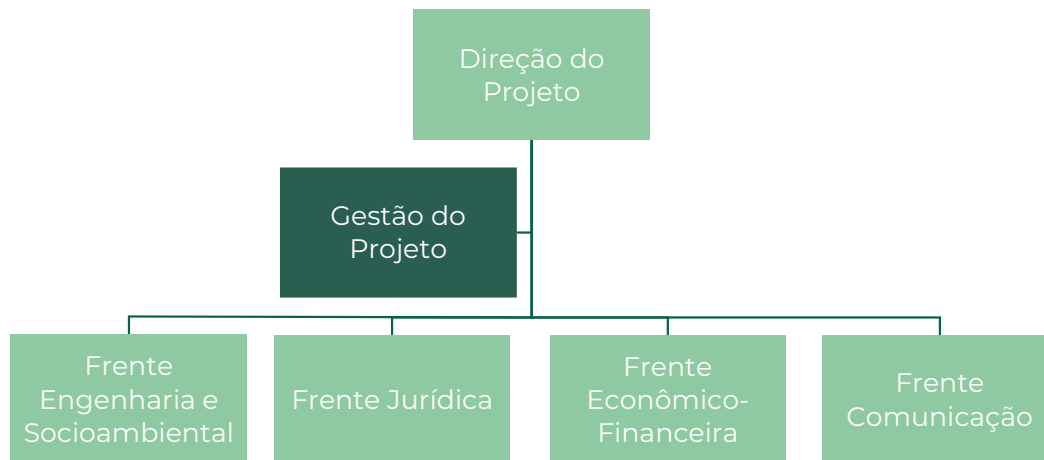 Direção do
Projeto
Gestão do
Projeto
Frente
Engenharia e
Socioambiental
Frente Jurídica
Frente
Econômico-
Financeira
Frente
Comunicação